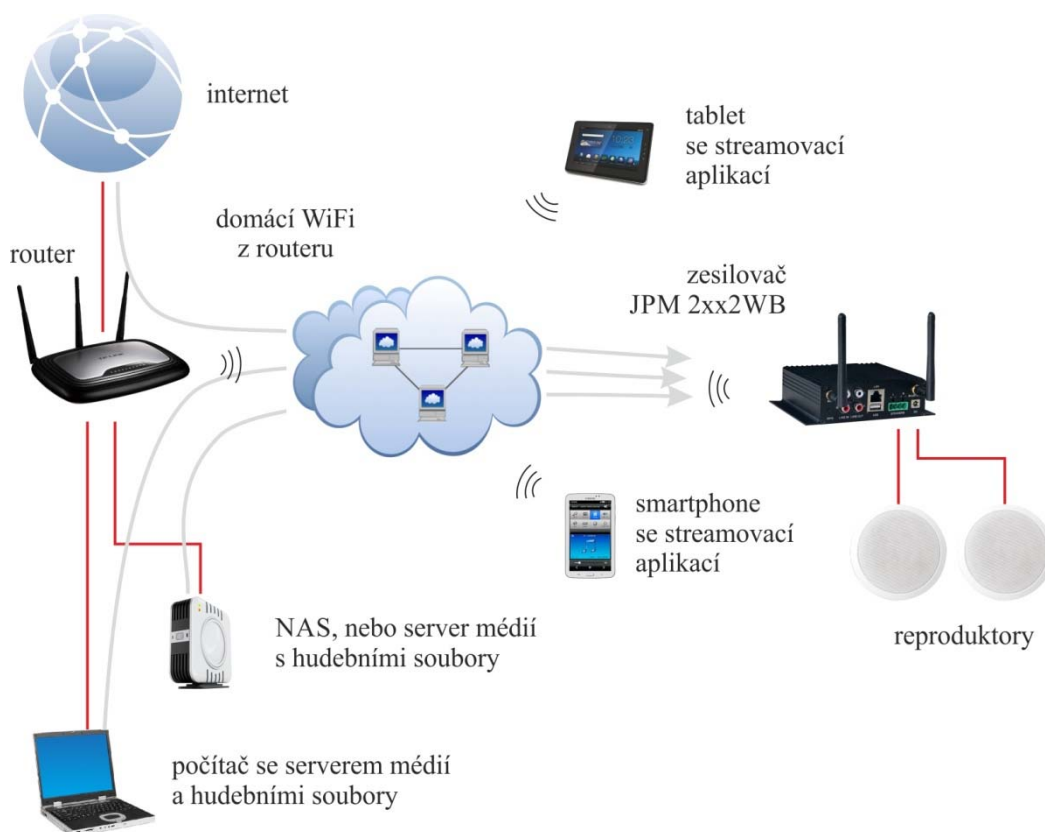 internet
tablet
se streamovací
aplikací
domácí WiFi
z routeru
router
zesilovač
JPM 2xx2WB
smartphone
se streamovací
aplikací
NAS, nebo server médií
s hudebními soubory
reproduktory
počítač se serverem médií
a hudebními soubory